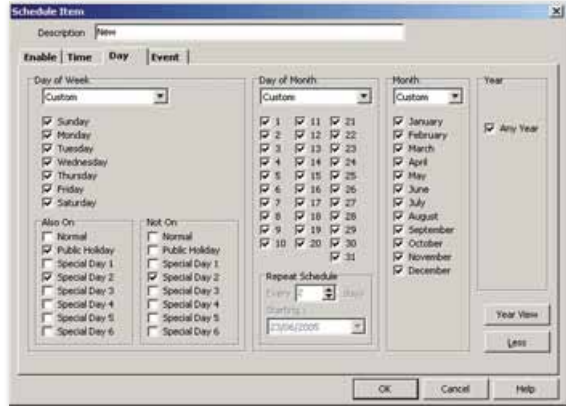 Schedule Item
Description New
Enable Time Day Event
Day of Week
Custom
Sunday
Monday
Tuesday
Wednesday
Thursday
Friday
Saturday
Also On
Normal
Public Holiday
Special Day 1
Special Day 2
Special Day 3
Special Day 4
Special Day 5
Special Day 6
Not On
Normal
Public Holiday
Special Day 1
Special Day 2
Special Day 3
Special Day 4
Special Day 5
Special Day 6
Day of Month
Custom
1 11 21
2 12 22
3 13 23
4 14 24
5 15 25
6 16 26
7 17 27
8 18 28
9 19 29
10 20 30
31
Repeat Schedule
Every 2 days
Starting :
23/06/2005
Month
Custom
January
February
March
April
May
June
July
August
September
October
November
December
Year
Any Year
Year View
Less
OK Cancel Help